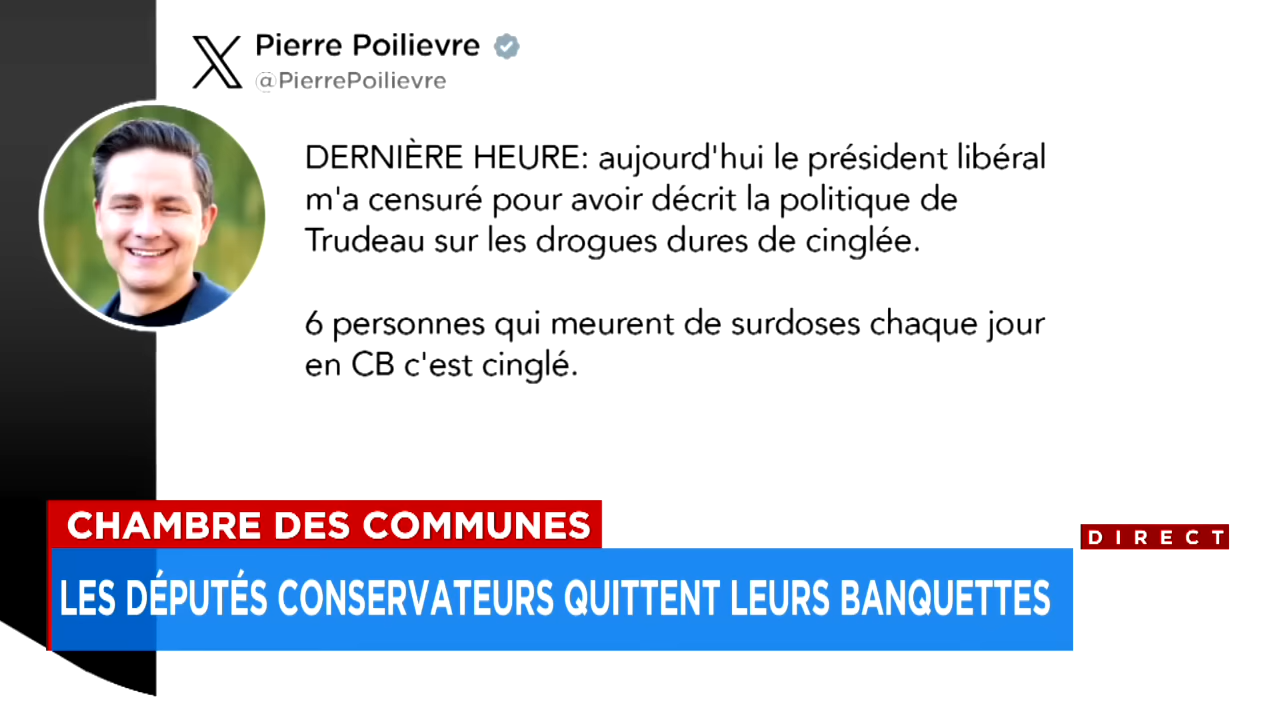 Pierre Poilievre
@PierrePoilievre
DERNIÈRE HEURE: aujourd'hui le président libéral
m'a censuré pour avoir décrit la politique de
Trudeau sur les drogues dures de cinglée.
6 personnes qui meurent de surdoses chaque jour
en CB c'est cinglé.
CHAMBRE DES COMMUNES
DIRECT
LES DÉPUTÉS CONSERVATEURS QUITTENT LEURS BANQUETTES